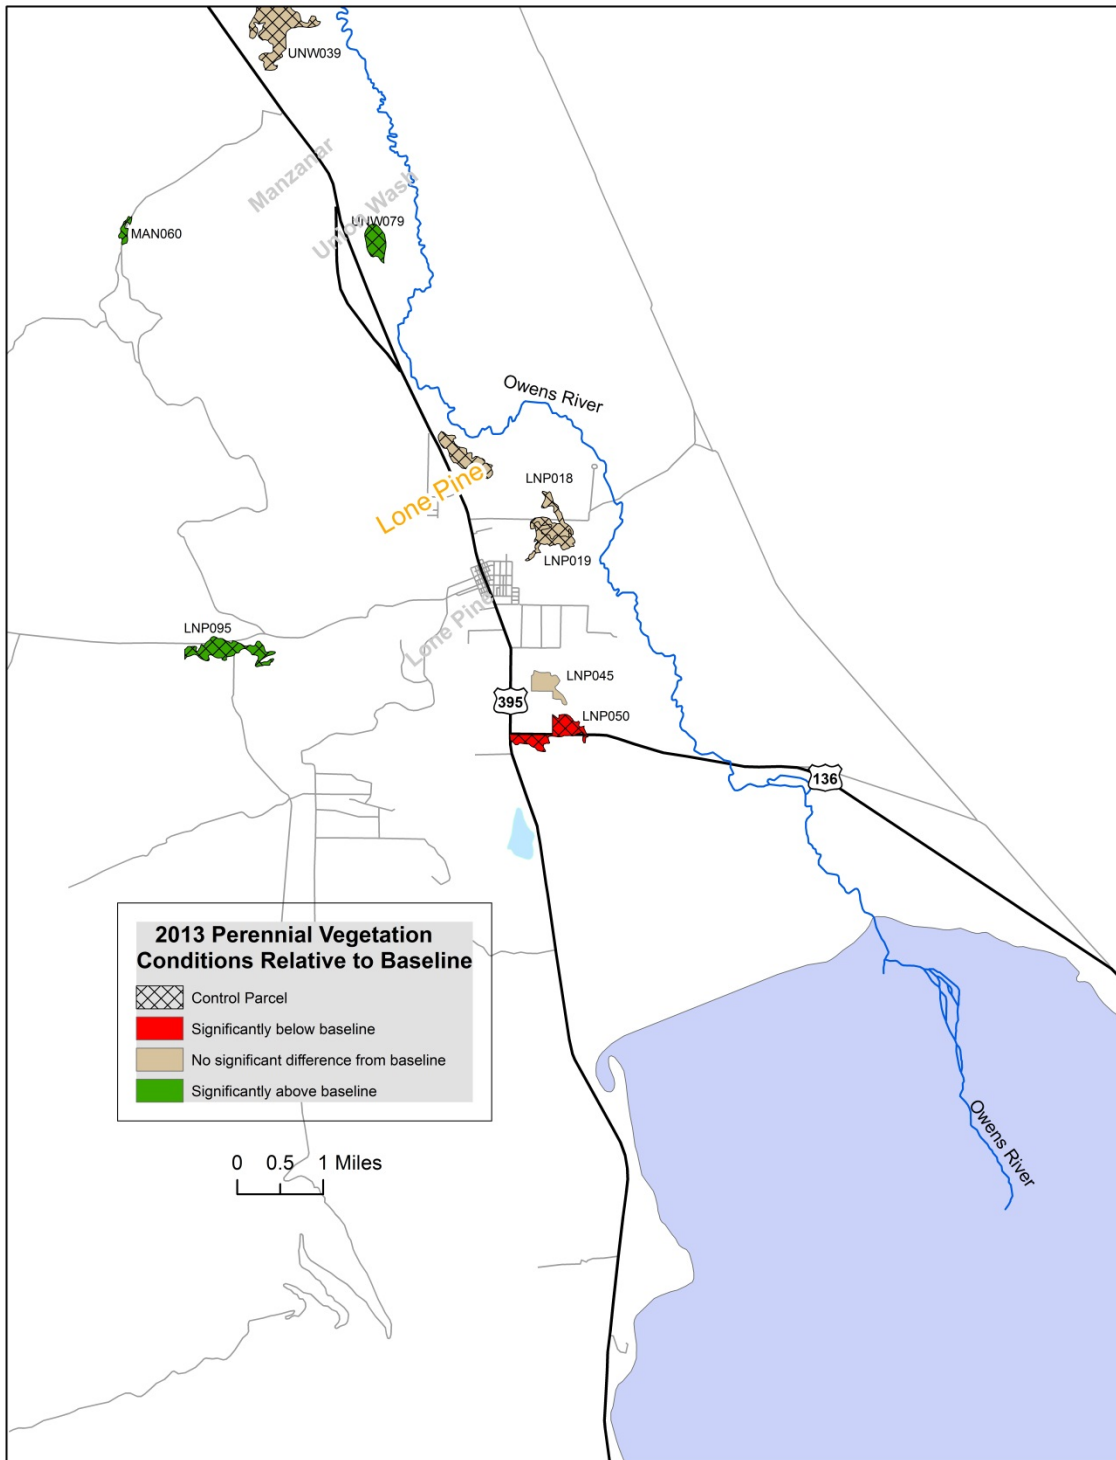 UNW039
Manzanar
Union Wash
UNW079
MAN060
Owens River
Lone Pine
LNP018
LNP019
Lone Pine
LNP095
LNP045
395
LNP050
136
2013 Perennial Vegetation
Conditions Relative to Baseline
Control Parcel
Significantly below baseline
No significant difference from baseline
Significantly above baseline
0 0.5 1 Miles
Owens River